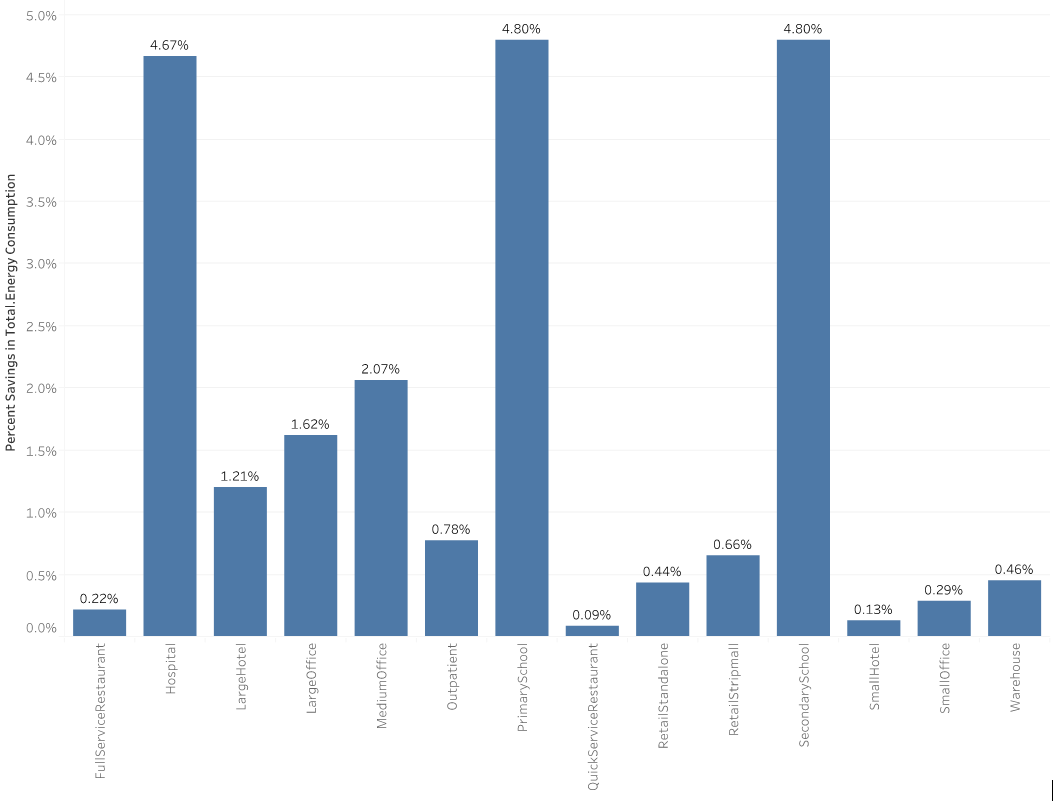 Percent Savings in Total.Energy Consumption
5.0%
4.5%
4.0%
3.5%
3.0%
2.5%
2.0%
1.5%
1.0%
0.5%
0.0%
0.22%
4.67%
1.21%
1.62%
2.07%
0.78%
4.80%
0.09%
0.44%
0.66%
4.80%
0.13%
0.29%
0.46%
FullServiceRestaurant
Hospital
LargeHotel
LargeOffice
MediumOffice
Outpatient
PrimarySchool
QuickServiceRestaurant
RetailStandalone
RetailStripmall
SecondarySchool
SmallHotel
SmallOffice
Warehouse